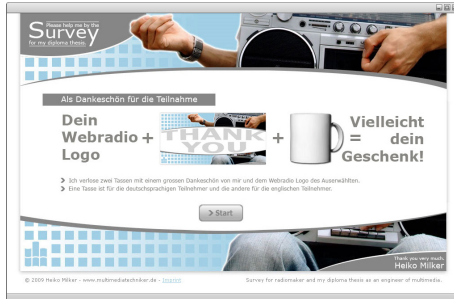 Please help me by the
Survey
for my diploma thesis.
Als Dankeschön für die Teilnahme
Dein
Webradio
Logo
+
THANK
YOU
+
=
Vielleicht
dein
Geschenk!
Ich verlose zwei Tassen mit einem grossen Dankeschön von mir und dem Webradio Logo des Auserwählten.
Eine Tasse ist für die deutschsprachigen Teilnehmer und die andere für die englischen Teilnehmer.
Start
Thank you very much.
Heiko Milker
© 2009 Heiko Milker - www.multimediatechniker.de - Imprint
Survey for radiomaker and my diploma thesis as an engineer of multimedia.